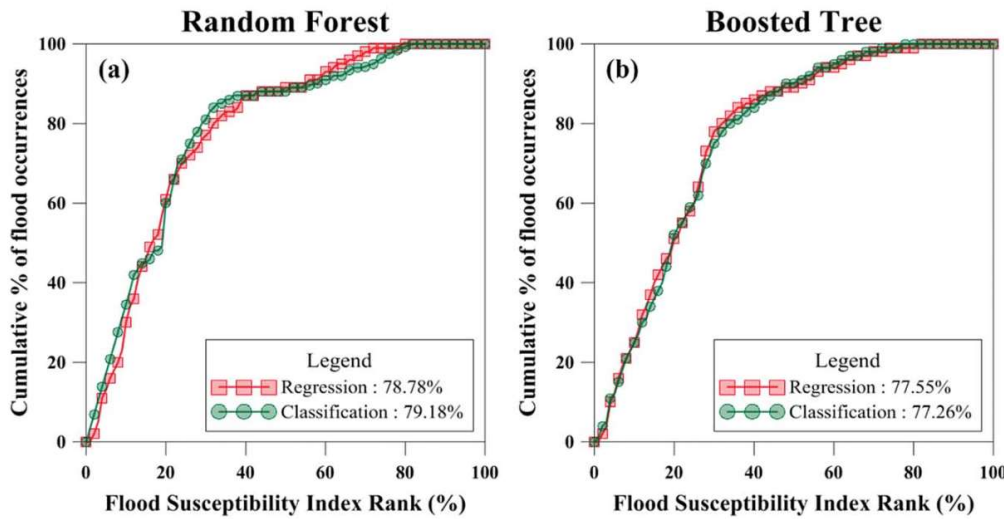 Random Forest
(a)
Cumulative % of flood occurrences
100
80
60
40
20
0
0 20 40 60 80 100
Flood Susceptibility Index Rank (%)
Legend
Regression : 78.78%
Classification : 79.18%
Boosted Tree
(b)
Cumulative % of flood occurrences
100
80
60
40
20
0
0 20 40 60 80 100
Flood Susceptibility Index Rank (%)
Legend
Regression : 77.55%
Classification : 77.26%